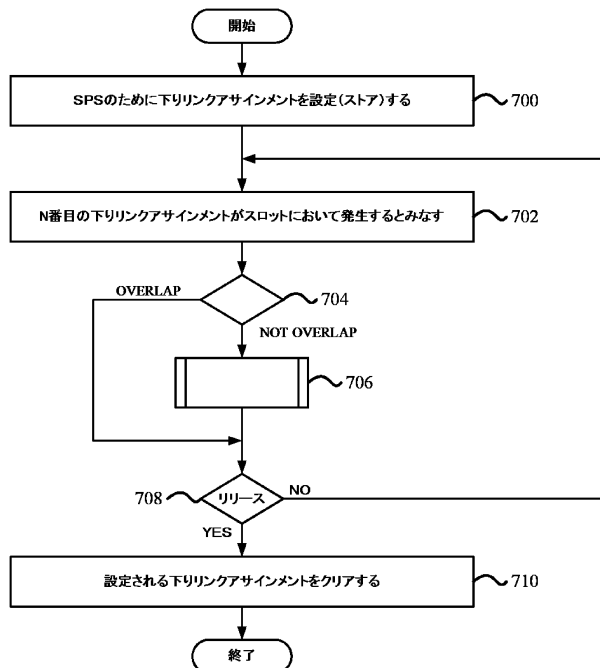 開始
SPSのために下りリンクアサインメントを設定(ストア)する
700
N番目の下りリンクアサインメントがスロットにおいて発生するとみなす
702
OVERLAP
704
NOT OVERLAP
706
708
リリース
NO
YES
設定される下りリンクアサインメントをクリアする
710
終了